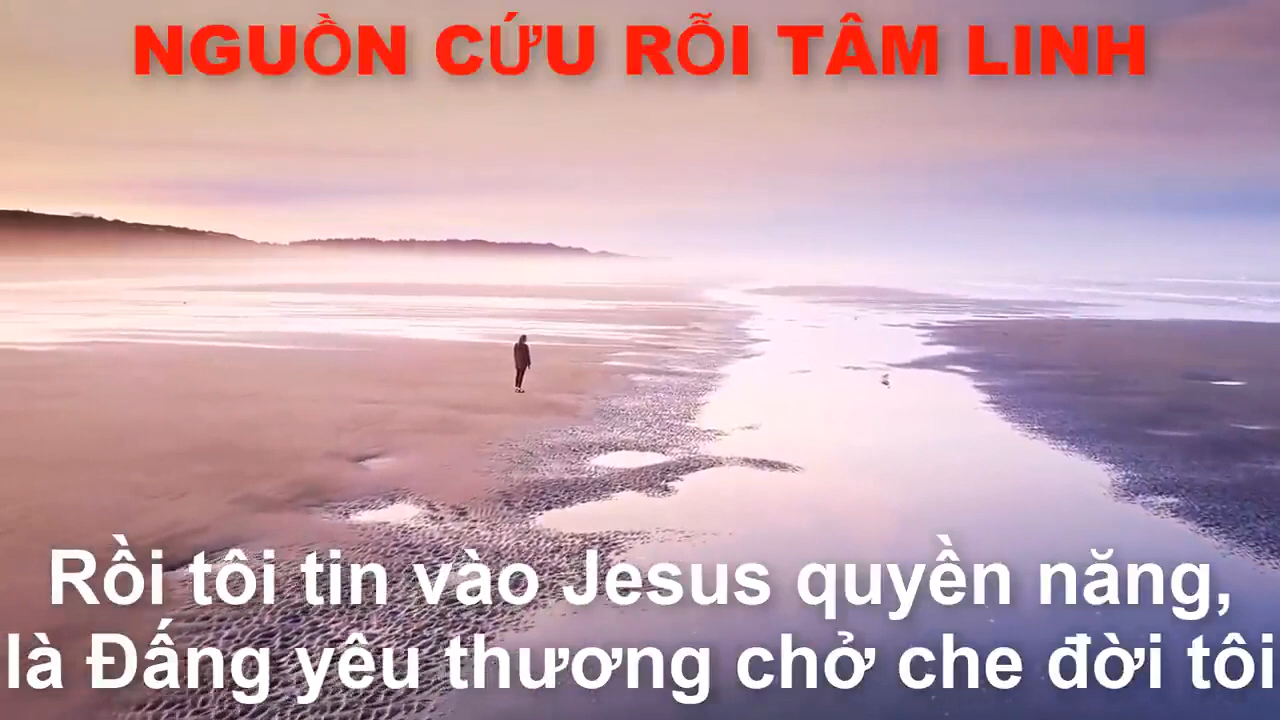 NGUỒN CỨU RỖI TÂM LINH
Rồi tôi tin vào Jesus quyền năng,
là Đấng yêu thương chở che đời tôi